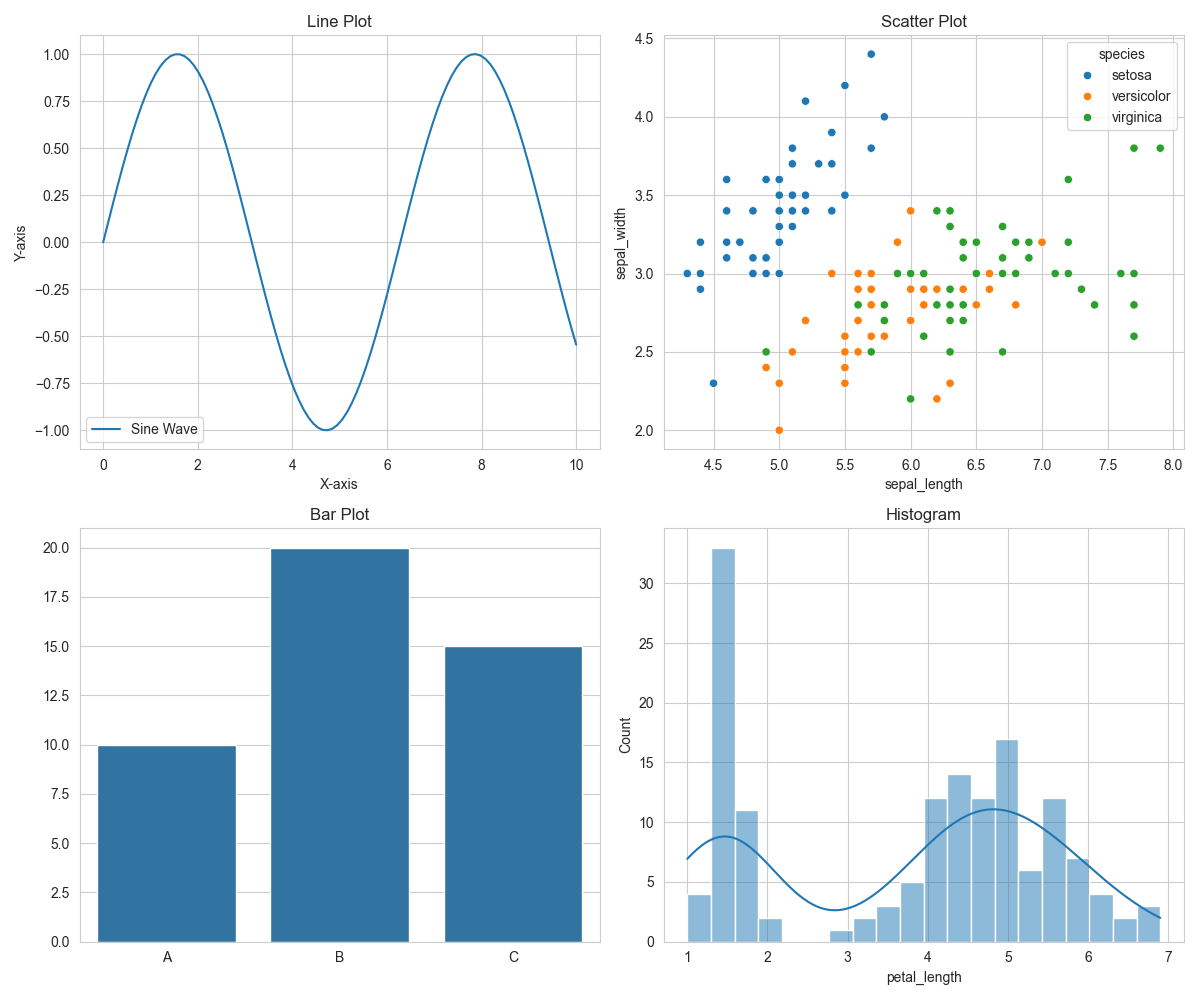 Line Plot
1.00
0.75
0.50
0.25
0.00
−0.25
−0.50
−0.75
−1.00
Y-axis
Sine Wave
0 2 4 6 8 10
X-axis
Scatter Plot
4.5
4.0
3.5
3.0
2.5
2.0
sepal_width
species
setosa
versicolor
virginica
4.5 5.0 5.5 6.0 6.5 7.0 7.5 8.0
sepal_length
Bar Plot
20.0
17.5
15.0
12.5
10.0
7.5
5.0
2.5
0.0
A B C
Histogram
30
25
20
15
10
5
0
Count
1 2 3 4 5 6 7
petal_length